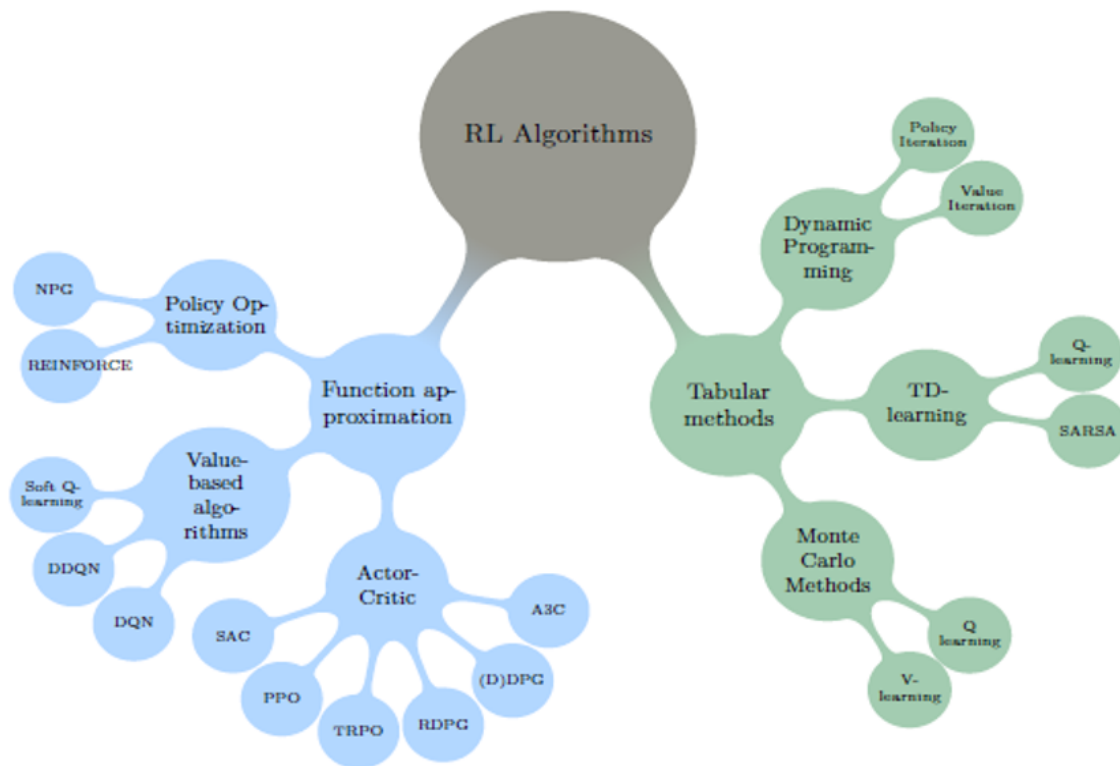 RL Algorithms
Policy
Iteration
Value
Iteration
Dynamic
Program-
ming
NPG
Policy Op-
timization
REINFORCE
Function ap-
proximation
Tabular
methods
TD-
learning
Q-
learning
SARSA
Value-
based
algo-
rithms
Soft Q-
learning
DDQN
DQN
Actor-
Critic
SAC
PPO
TRPO
RDPG
(D)DPG
A3C
Monte
Carlo
Methods
Q
learning
V-
learning